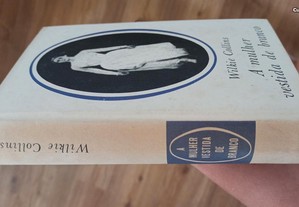 Wilkie Collins
A mulher
vestida de branco
A
MULHER
VESTIDA
DE
BRANCO
Wilkie Collins